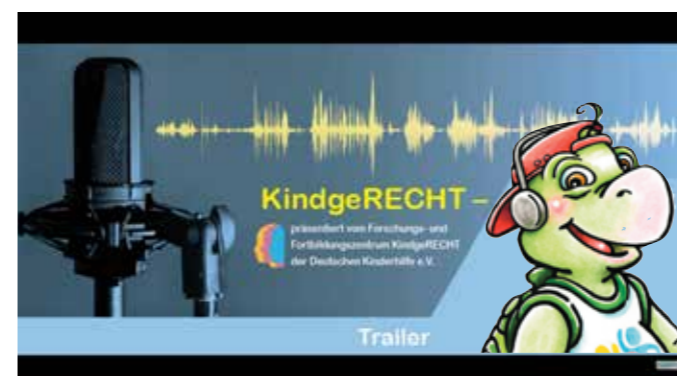 KindgeRECHT –
präsentiert vom Forschungs- und
Fortbildungszentrum KindgeRECHT
der Deutschen Kinderhilfe e.V.
Trailer